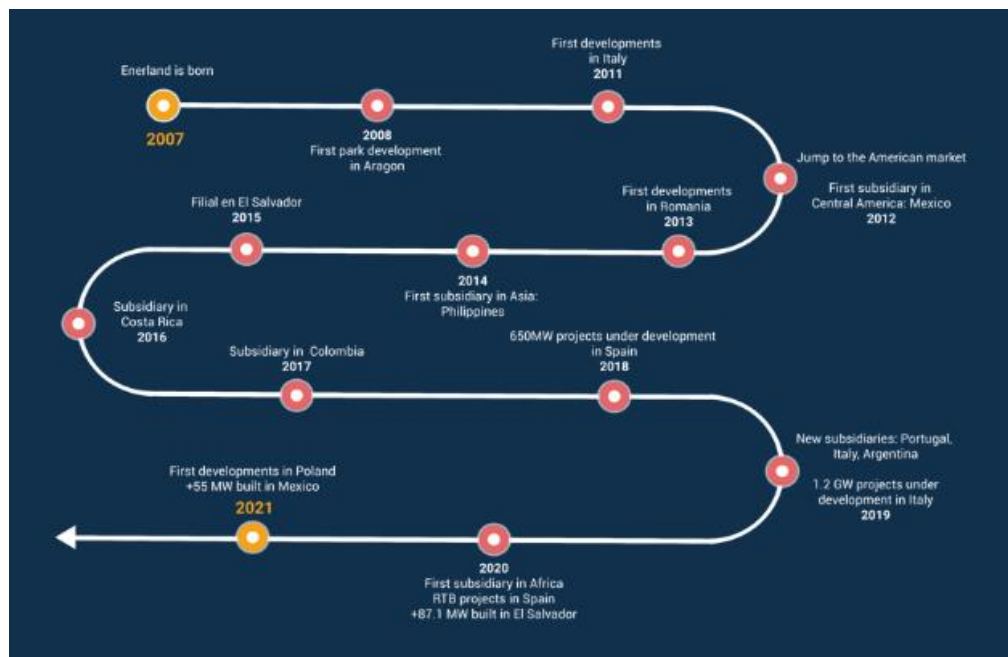 Enerland is born
2007
2008
First park development
in Aragon
First developments
in Italy
2011
Jump to the American market
First subsidiary in
Central America: Mexico
2012
First developments
in Romania
2013
2014
First subsidiary in Asia:
Philippines
Filial en El Salvador
2015
Subsidiary in
Costa Rica
2016
Subsidiary in Colombia
2017
650MW projects under development
in Spain
2018
New subsidiaries: Portugal,
Italy, Argentina
1.2 GW projects under
development in Italy
2019
2020
First subsidiary in Africa
RTB projects in Spain
+87.1 MW built in El Salvador
First developments in Poland
+55 MW built in Mexico
2021